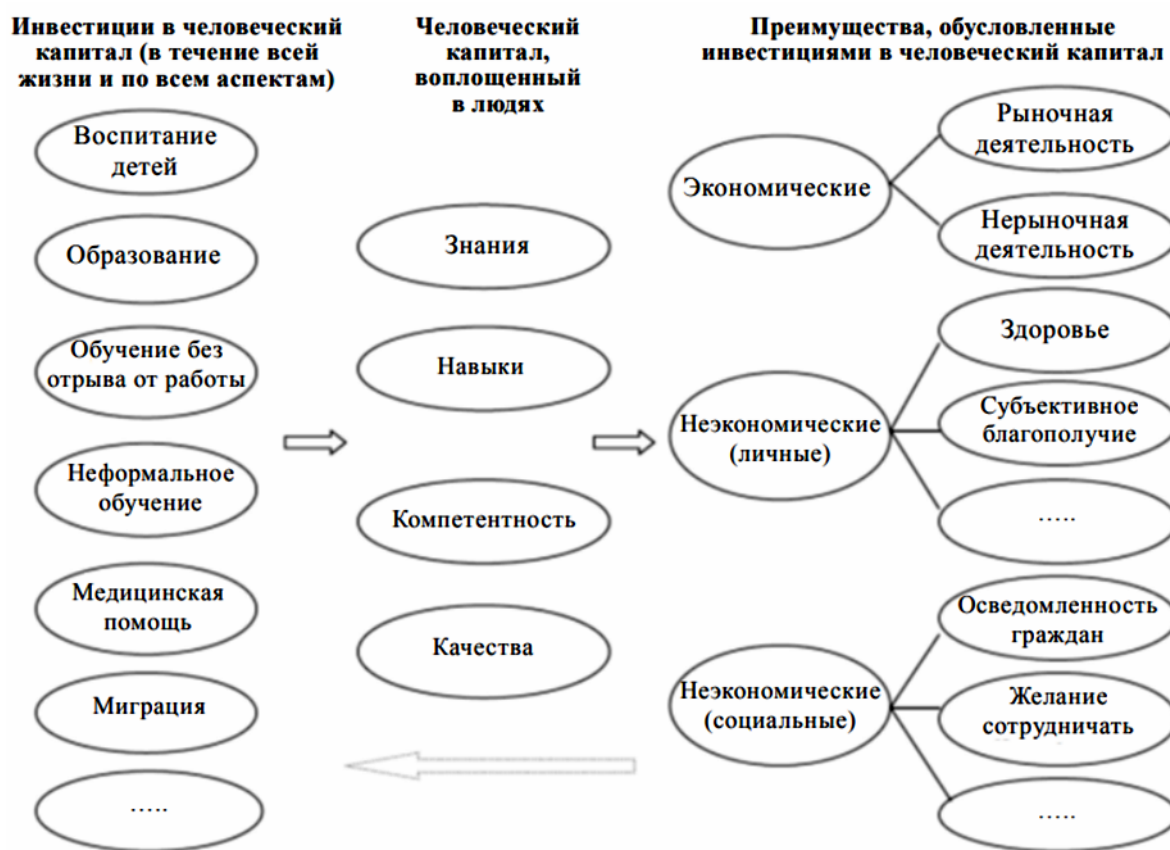 Инвестиции в человеческий
капитал (в течение всей
жизни и по всем аспектам)
Воспитание
детей
Образование
Обучение без
отрыва от работы
Неформальное
обучение
Медицинская
помощь
Миграция
.....
Человеческий
капитал,
воплощенный
в людях
Знания
Навыки
Компетентность
Качества
Преимущества, обусловленные
инвестициями в человеческий капитал
Экономические
Рыночная
деятельность
Нерыночная
деятельность
Неэкономические
(личные)
Здоровье
Субъективное
благополучие
.....
Неэкономические
(социальные)
Осведомленность
граждан
Желание
сотрудничать
.....